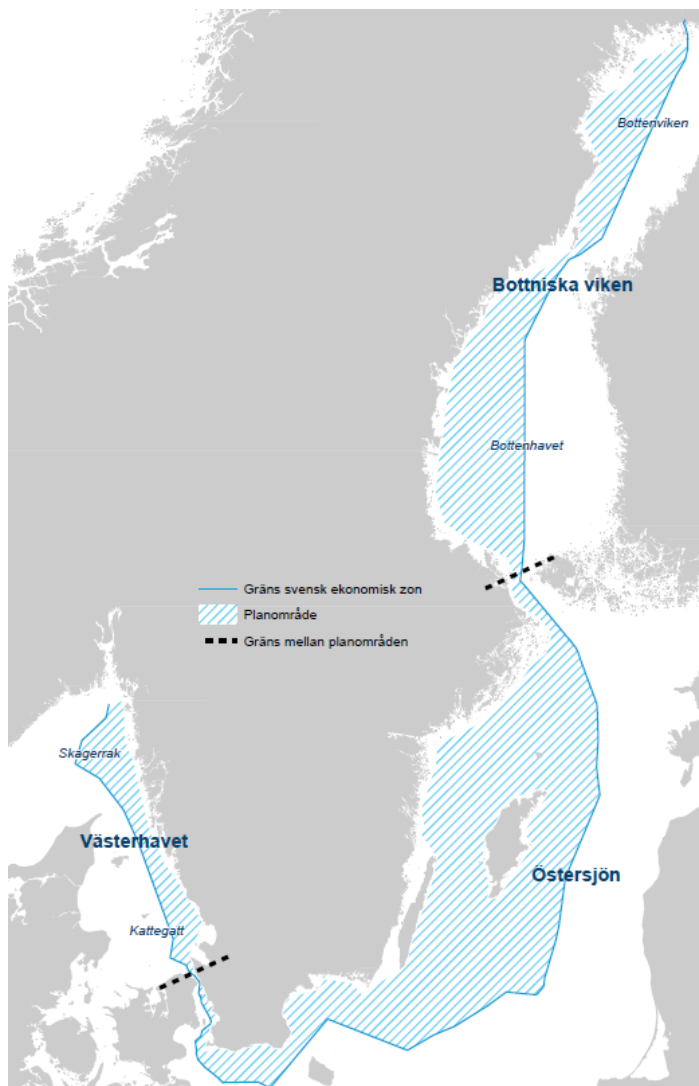 Bottenviken
Bottniska viken
Bottenhavet
Gräns svensk ekonomisk zon
Planområde
Gräns mellan planområden
Skagerrak
Västerhavet
Östersjön
Kattegatt